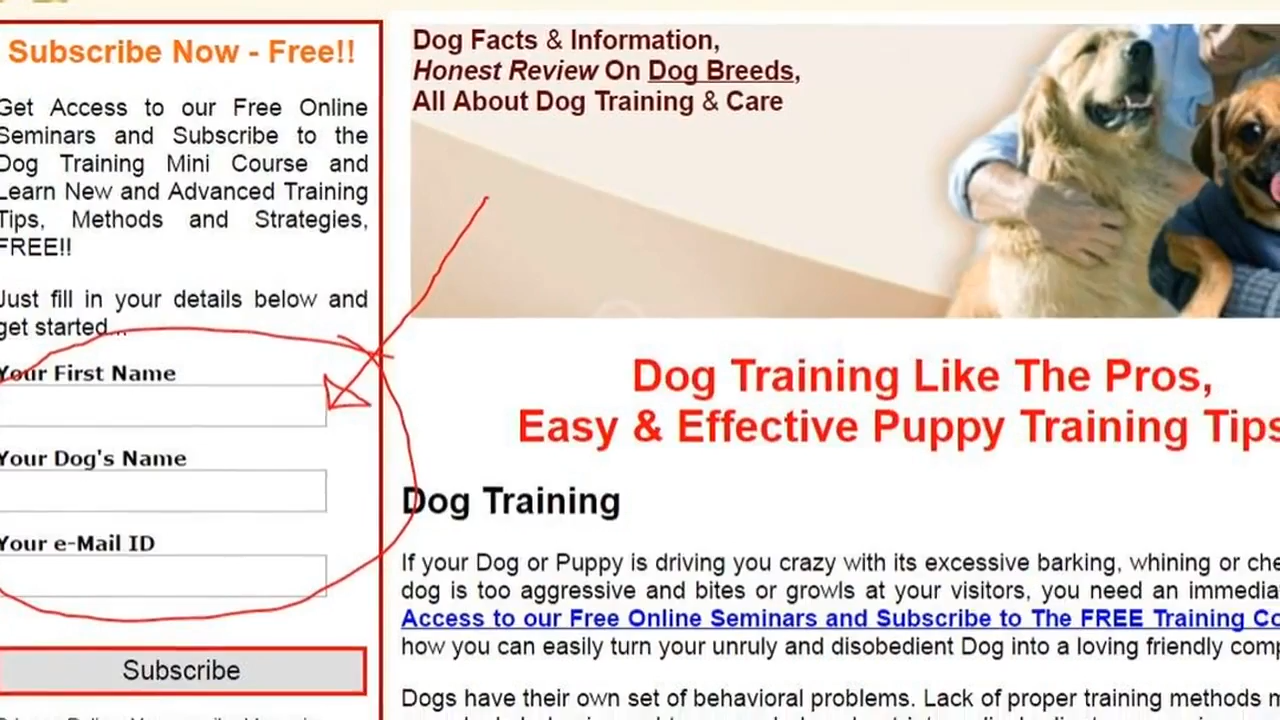 Subscribe Now - Free!!
Get Access to our Free Online
Seminars and Subscribe to the
Dog Training Mini Course and
Learn New and Advanced Training
Tips, Methods and Strategies,
FREE!!
Just fill in your details below and
get started...
Your First Name
Your Dog's Name
Your e-Mail ID
Subscribe
Dog Facts & Information,
Honest Review On Dog Breeds,
All About Dog Training & Care
Dog Training Like The Pros,
Easy & Effective Puppy Training Tips
Dog Training
If your Dog or Puppy is driving you crazy with its excessive barking, whining or che
dog is too aggressive and bites or growls at your visitors, you need an immedia
Access to our Free Online Seminars and Subscribe to The FREE Training Co
how you can easily turn your unruly and disobedient Dog into a loving friendly comp
Dogs have their own set of behavioral problems. Lack of proper training methods m